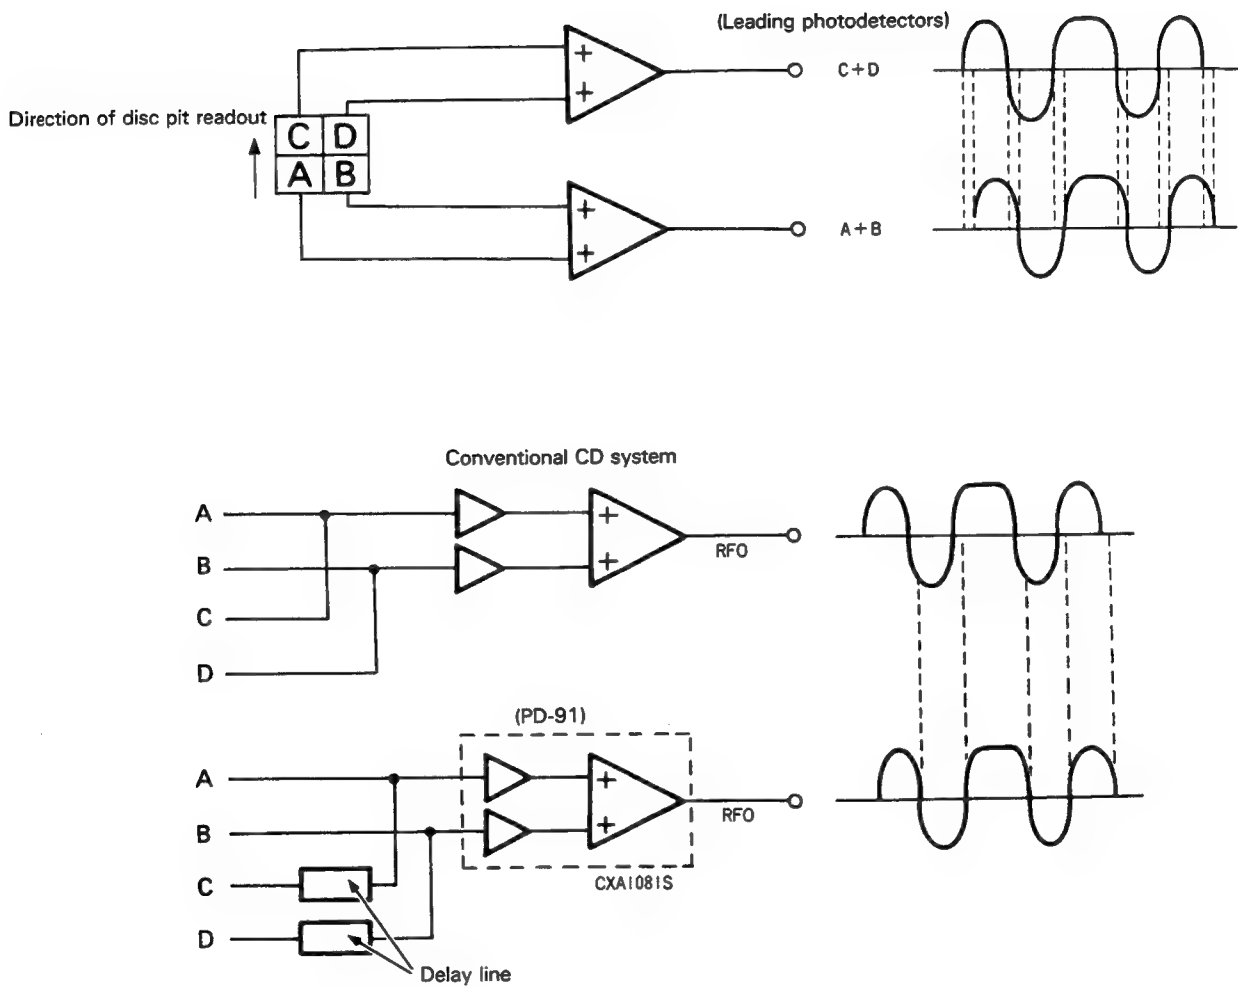 (Leading photodetectors)
+
+
C+D
Direction of disc pit readout
C D
A B
+
+
A+B
Conventional CD system
A
B
C
D
+
+
RFO
(PD-91)
A
B
C
D
+
+
RFO
CXA1081S
Delay line